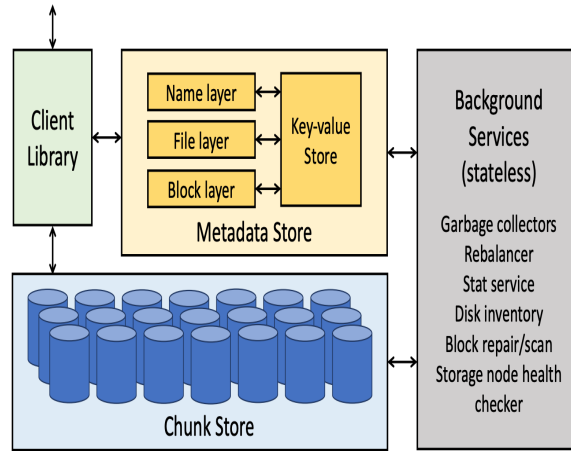 Client
Library
Name layer
File layer
Block layer
Key-value
Store
Metadata Store
Chunk Store
Background
Services
(stateless)
Garbage collectors
Rebalancer
Stat service
Disk inventory
Block repair/scan
Storage node health
checker